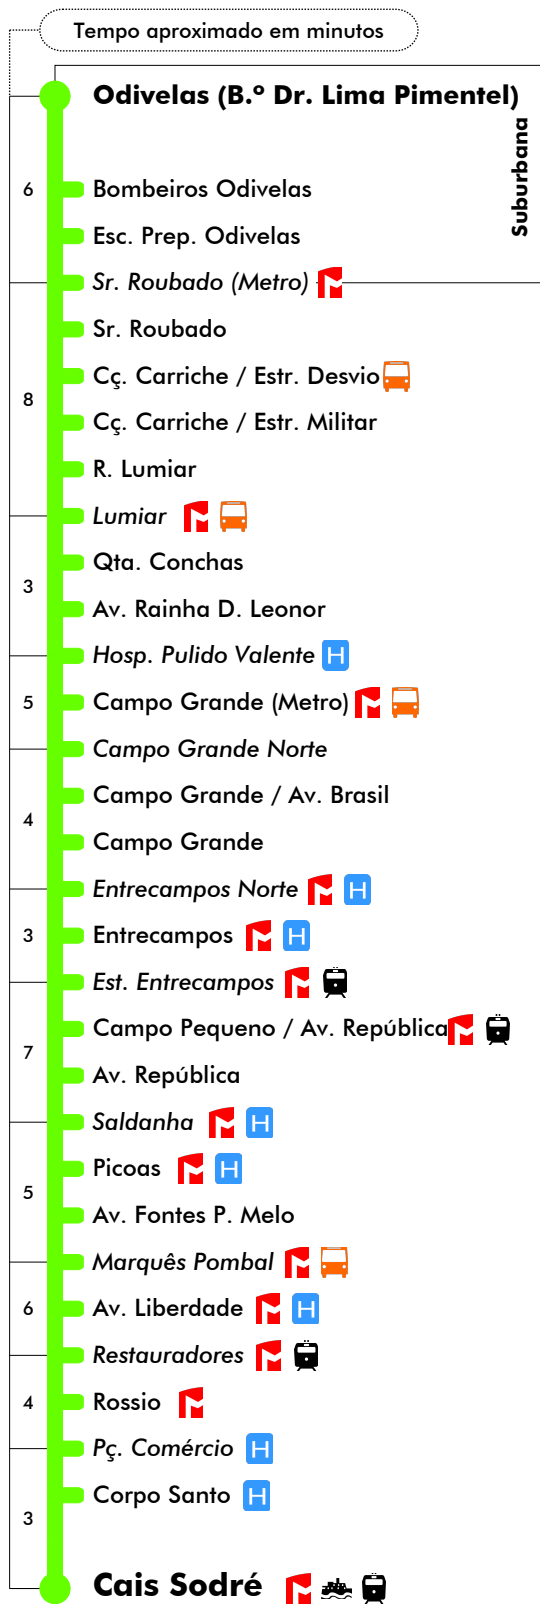 Tempo aproximado em minutos
Odivelas (B.º Dr. Lima Pimentel)
Suburbana
6
Bombeiros Odivelas
Esc. Prep. Odivelas
Sr. Roubado (Metro)
Sr. Roubado
Cç. Carriche / Estr. Desvio
8
Cç. Carriche / Estr. Militar
R. Lumiar
Lumiar
Qta. Conchas
3
Av. Rainha D. Leonor
Hosp. Pulido Valente H
5
Campo Grande (Metro)
Campo Grande Norte
Campo Grande / Av. Brasil
4
Campo Grande
Entrecampos Norte H
3
Entrecampos H
Est. Entrecampos
Campo Pequeno / Av. República
7
Av. República
Saldanha H
Picoas H
5
Av. Fontes P. Melo
Marquês Pombal
6
Av. Liberdade H
Restauradores
4
Rossio
Pç. Comércio H
Corpo Santo H
3
Cais Sodré